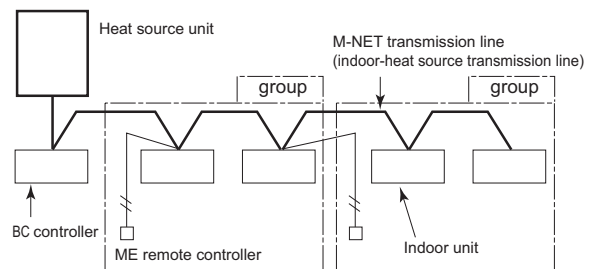 Heat source unit
M-NET transmission line
(indoor-heat source transmission line)
group
group
BC controller
ME remote controller
Indoor unit